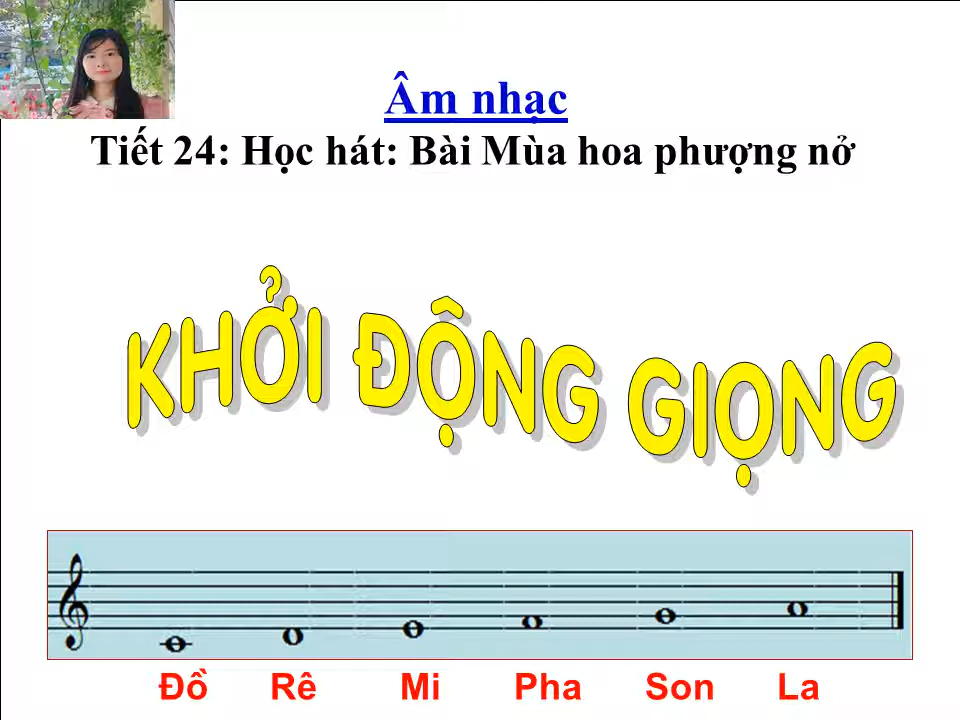 Âm nhạc
Tiết 24: Học hát: Bài Mùa hoa phượng nở
KHỞI ĐỘNG GIỌNG
Đồ Rê Mi Pha Son La